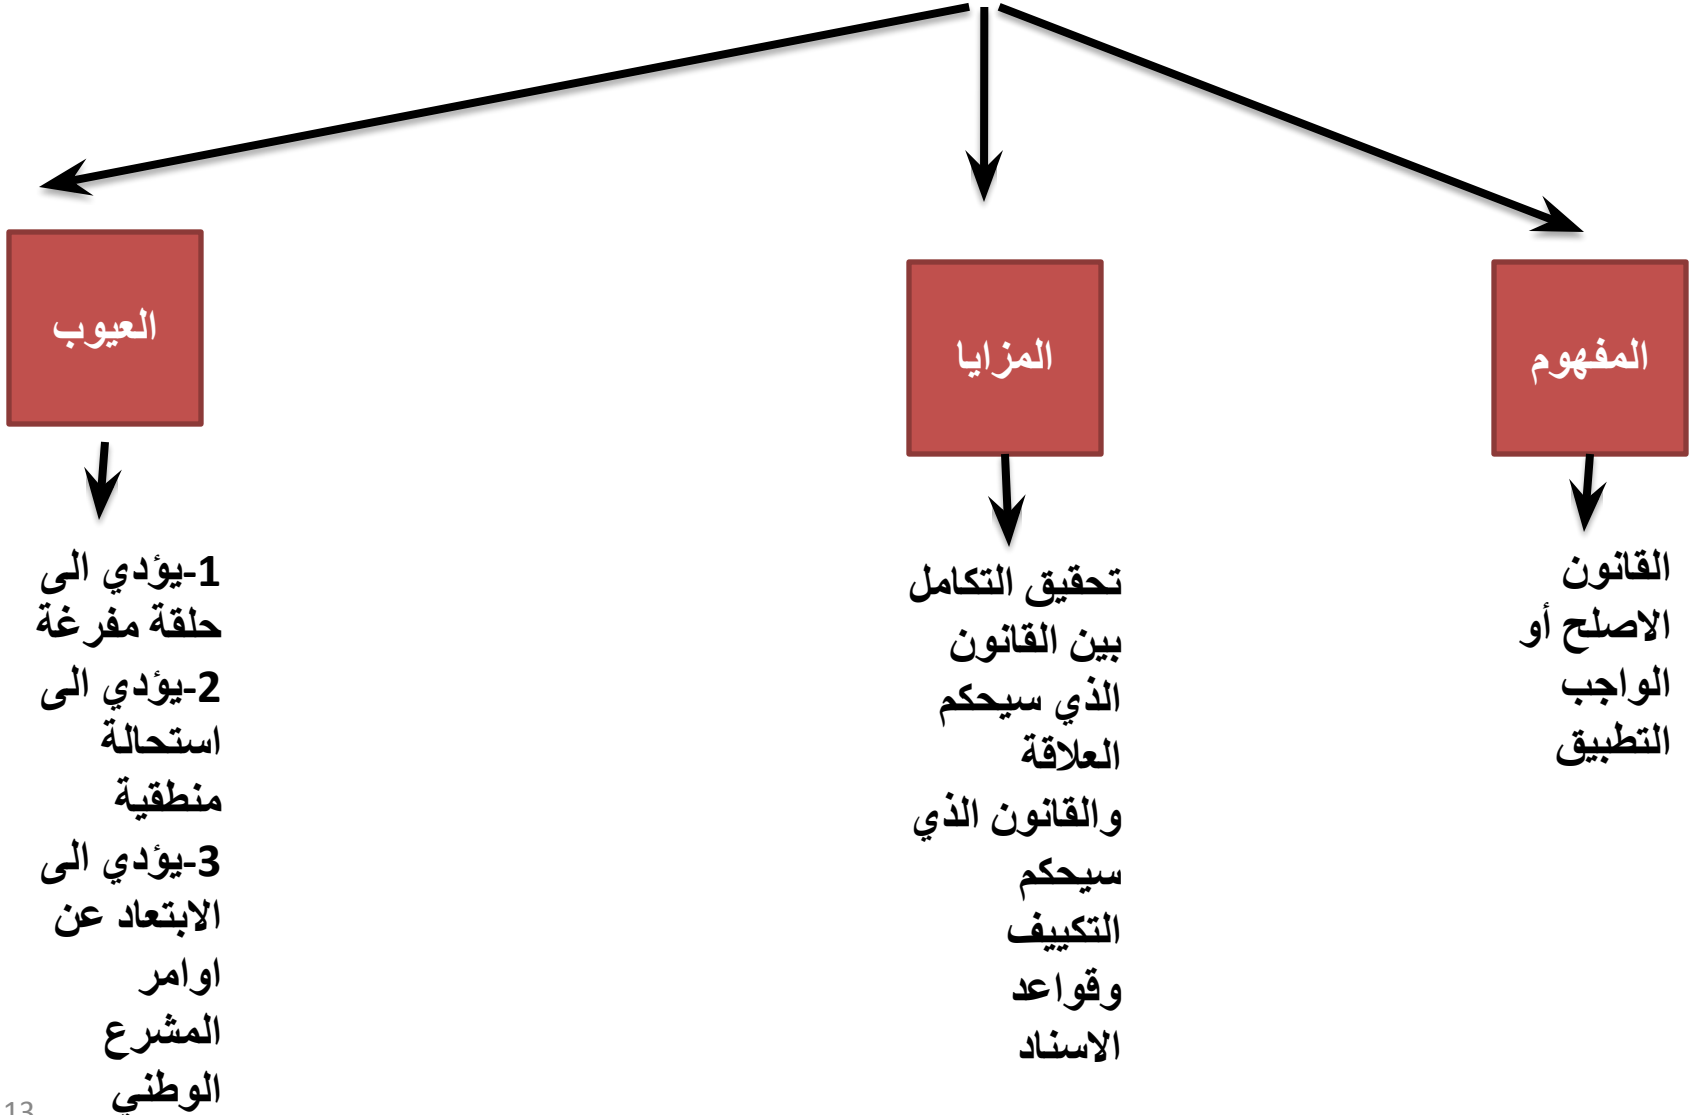 المفهوم
القانون
الاصلح أو
الواجب
التطبيق
المزايا
تحقيق التكامل
بين القانون
الذي سيحكم
العلاقة
والقانون الذي
سيحكم
التكييف
وقواعد
الاسناد
العيوب
1-يؤدي الى
حلقة مفرغة
2-يؤدي الى
استحالة
منطقية
3-يؤدي الى
الابتعاد عن
اوامر
المشرع
الوطني
13